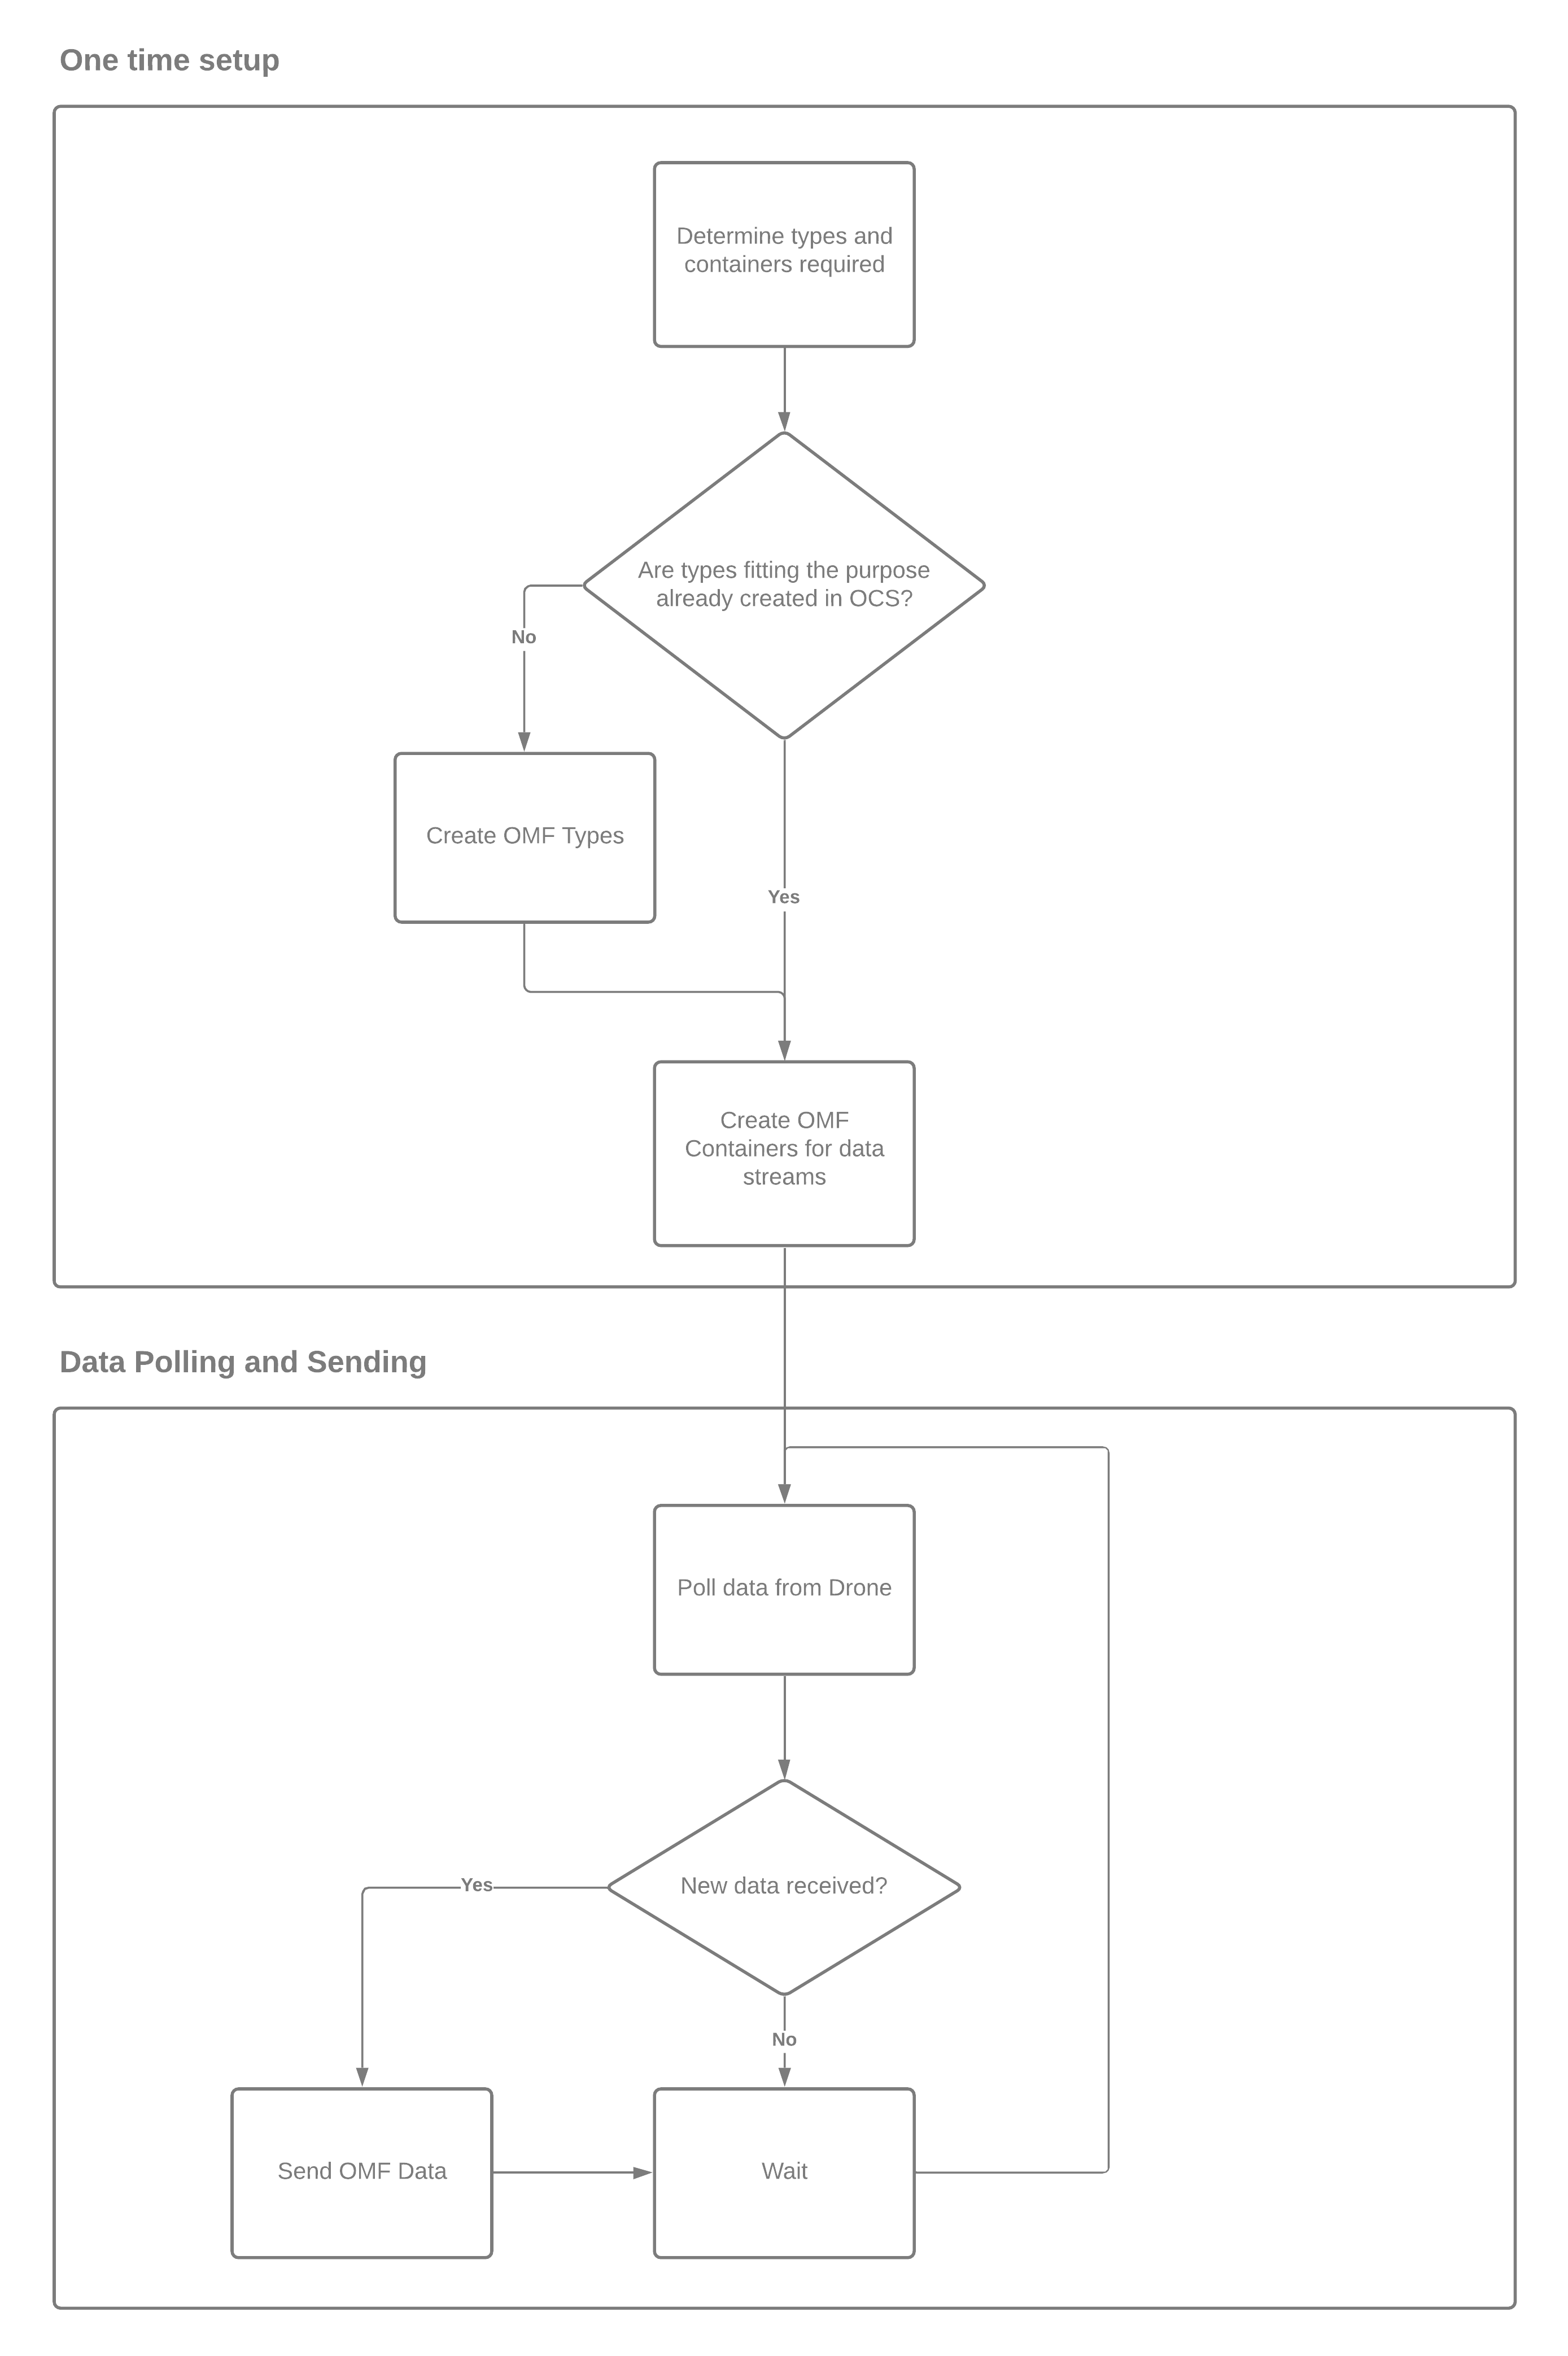 One time setup
Determine types and
containers required
Are types fitting the purpose
already created in OCS?
No
Create OMF Types
Yes
Create OMF
Containers for data
streams
Data Polling and Sending
Poll data from Drone
New data received?
Yes
No
Send OMF Data
Wait